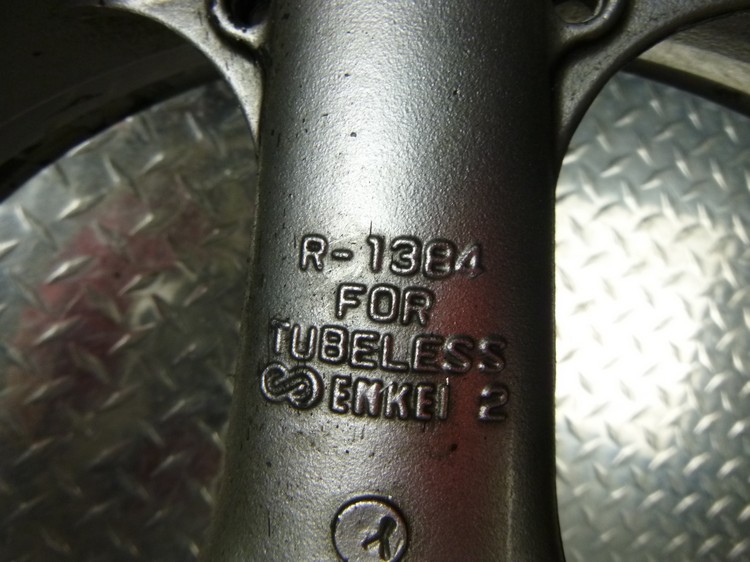 R-1384
FOR
TUBELESS
ENKEI 2
Y